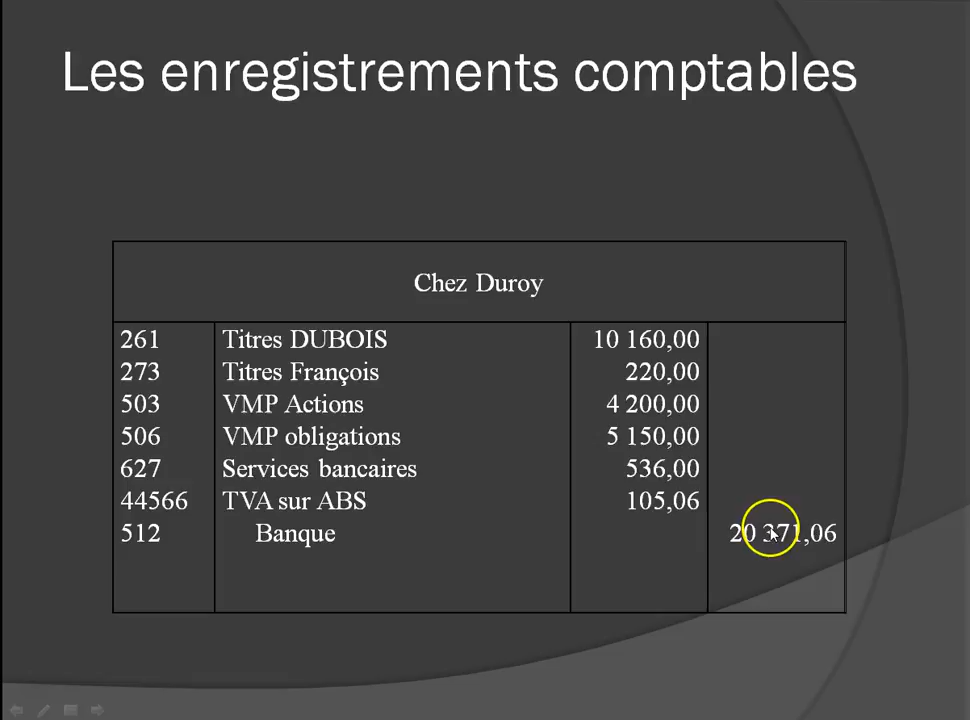 Les enregistrements comptables
Chez Duroy
261 Titres DUBOIS 10 160,00
273 Titres François 220,00
503 VMP Actions 4 200,00
506 VMP obligations 5 150,00
627 Services bancaires 536,00
44566 TVA sur ABS 105,06
512 Banque 20 371,06